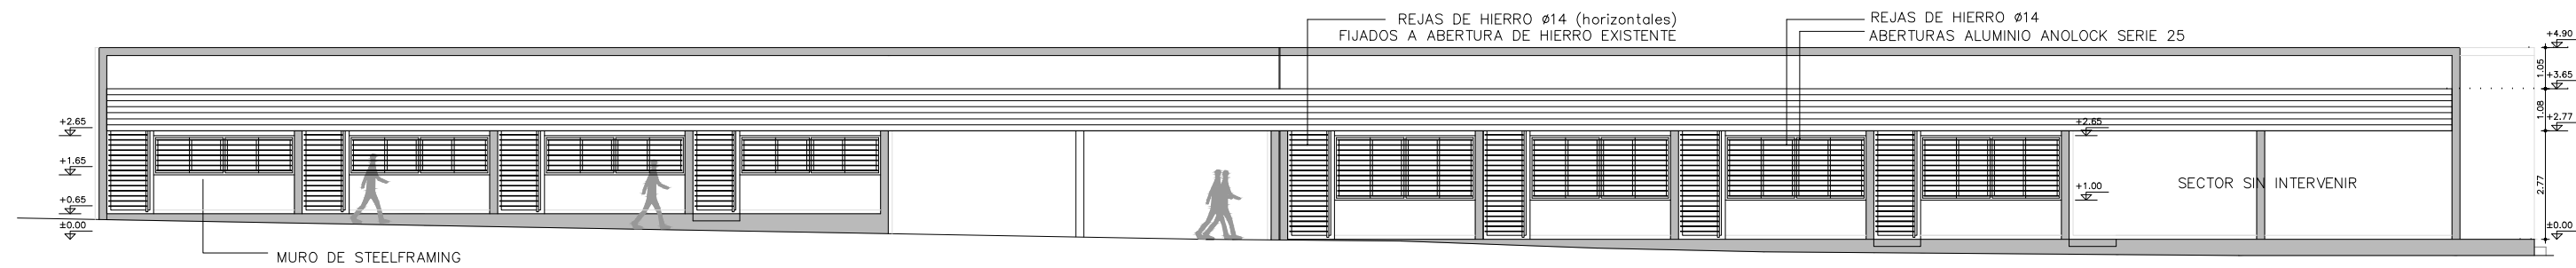 REJAS DE HIERRO ø14 (horizontales)
FIJADOS A ABERTURA DE HIERRO EXISTENTE
REJAS DE HIERRO ø14
ABERTURAS ALUMINIO ANOLOCK SERIE 25
+4.90
1.05
+3.65
1.08
+2.77
2.77
±0.00
+2.65
+1.65
+0.65
±0.00
+2.65
+1.00
SECTOR SIN INTERVENIR
MURO DE STEELFRAMING